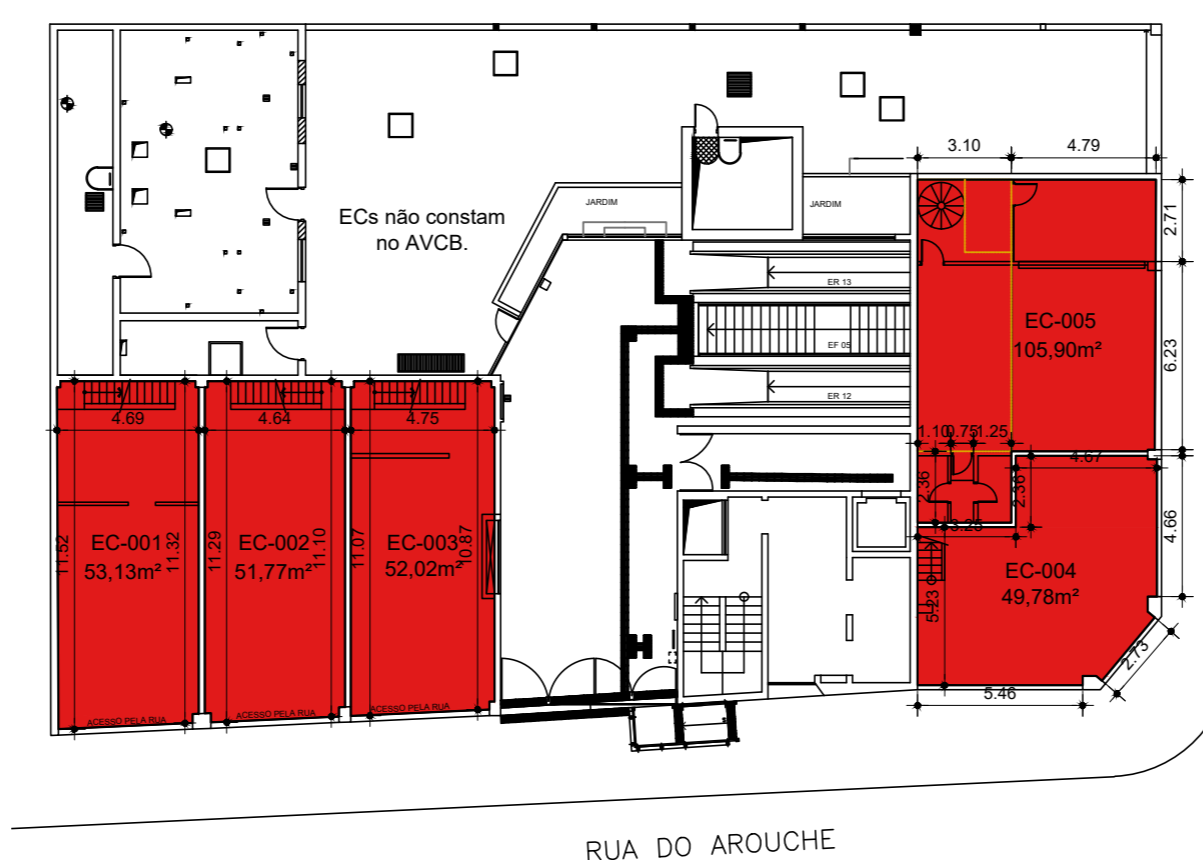 3.10
4.79
ECs não constam
no AVCB.
JARDIM
JARDIM
2.71
ER 13
EF 05
ER 12
EC-005
105,90m²
6.23
4.69
4.64
4.75
1.10
0.75
1.25
4.67
2.36
2.36
3.25
4.66
11.52
EC-001
53,13m²
11.32
11.29
EC-002
51,77m²
11.10
11.07
EC-003
52,02m²
10.87
EC-004
49,78m²
5.23
2.73
5.46
ACESSO PELA RUA
ACESSO PELA RUA
ACESSO PELA RUA
RUA DO AROUCHE